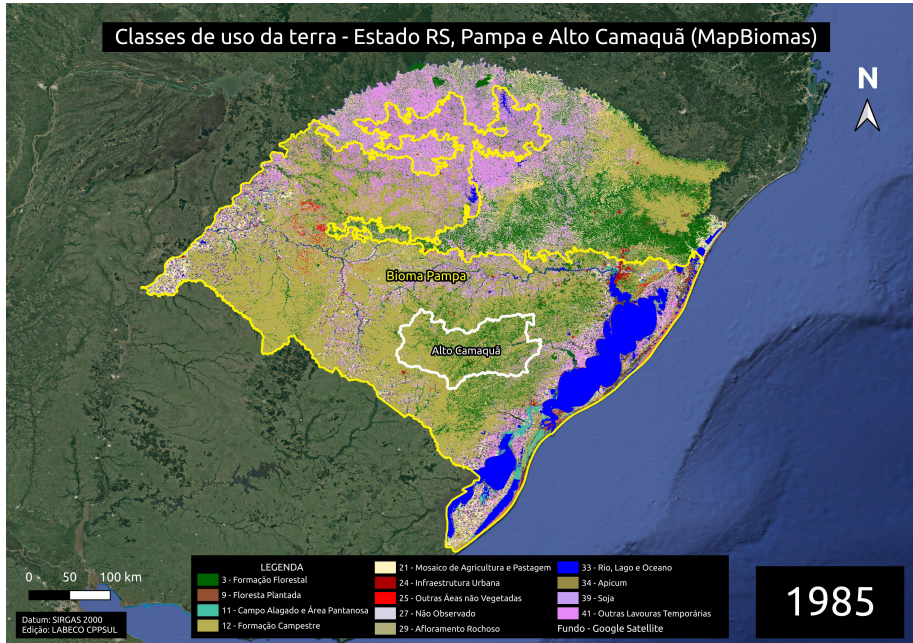 Classes de uso da terra - Estado RS, Pampa e Alto Camaquã (MapBiomas)
N
Bioma Pampa
Alto Camaquã
0 50 100 km
Datum: SIRGAS 2000
Edição: LABECO CPPSUL
LEGENDA
3 - Formação Florestal
9 - Floresta Plantada
11 - Campo Alagado e Área Pantanosa
12 - Formação Campestre
21 - Mosaico de Agricultura e Pastagem
24 - Infraestrutura Urbana
25 - Outras Áeas não Vegetadas
27 - Não Observado
29 - Afloramento Rochoso
33 - Rio, Lago e Oceano
34 - Apicum
39 - Soja
41 - Outras Lavouras Temporárias
Fundo - Google Satellite
1985